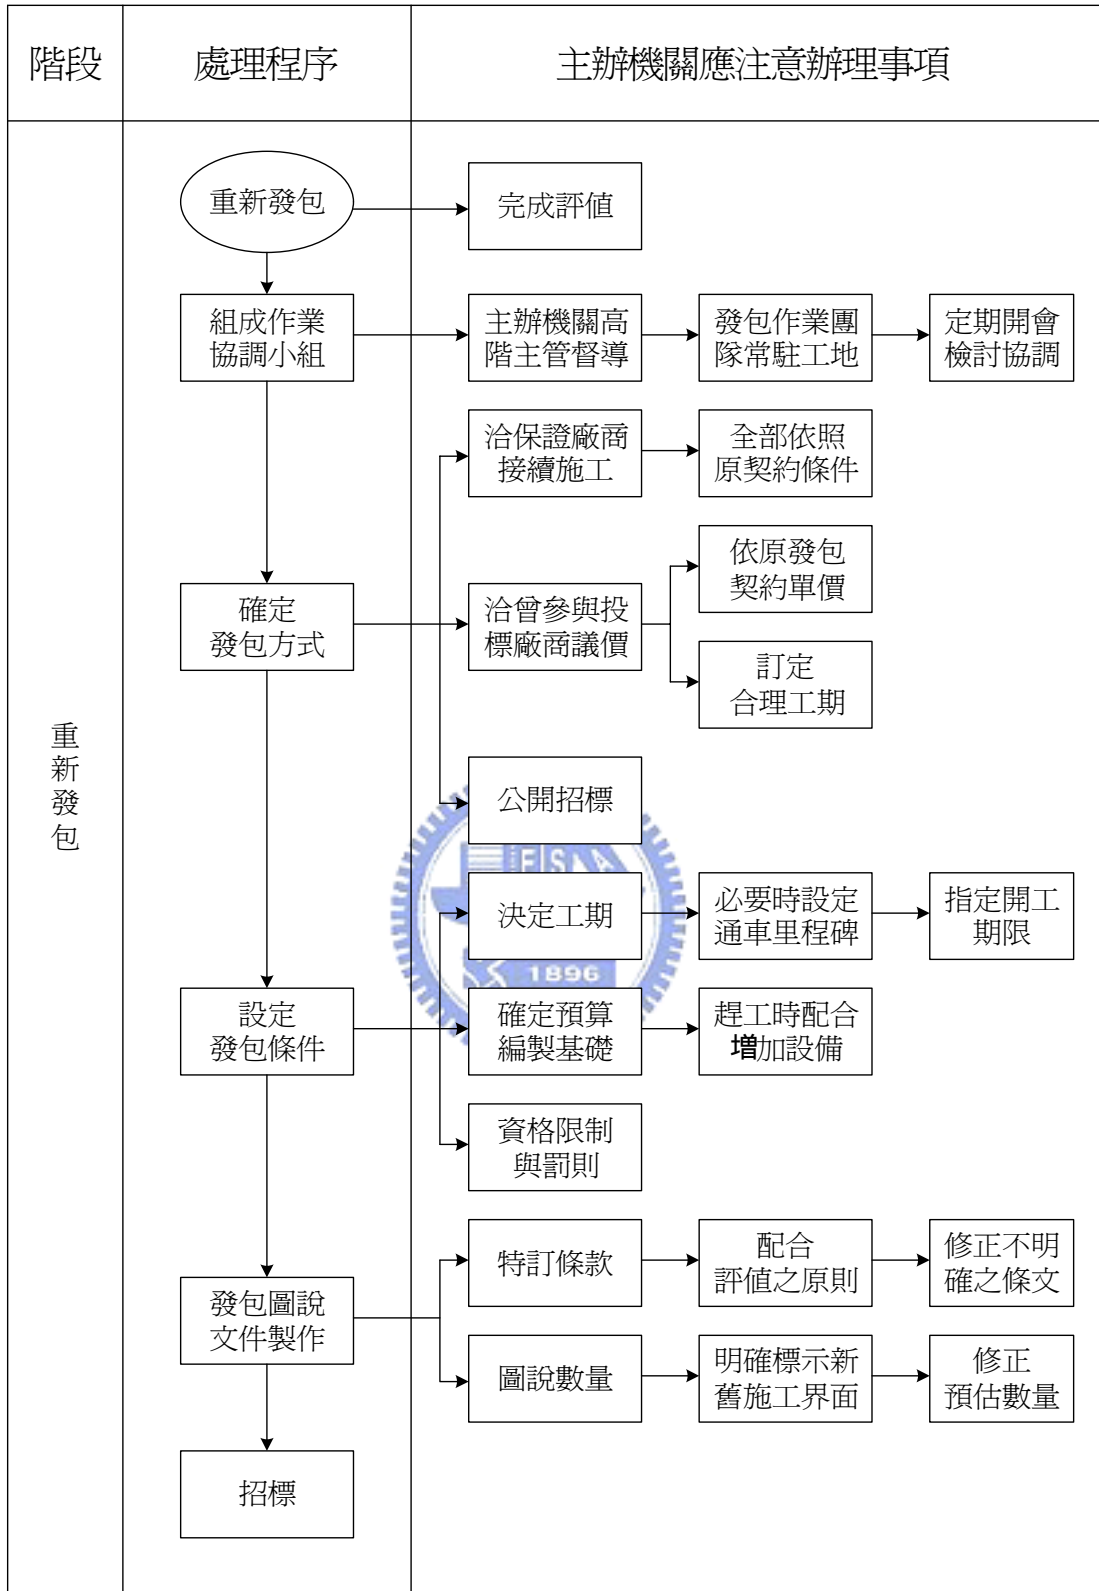 階段
處理程序
主辦機關應注意辦理事項
重新發包
重新發包
完成評值
組成作業
協調小組
主辦機關高
階主管督導
發包作業團
隊常駐工地
定期開會
檢討協調
洽保證廠商
接續施工
全部依照
原契約條件
確定
發包方式
洽曾參與投
標廠商議價
依原發包
契約單價
訂定
合理工期
公開招標
決定工期
必要時設定
通車里程碑
指定開工
期限
設定
發包條件
確定預算
編製基礎
趕工時配合
增加設備
資格限制
與罰則
發包圖說
文件製作
特訂條款
配合
評值之原則
修正不明
確之條文
圖說數量
明確標示新
舊施工界面
修正
預估數量
招標
1896